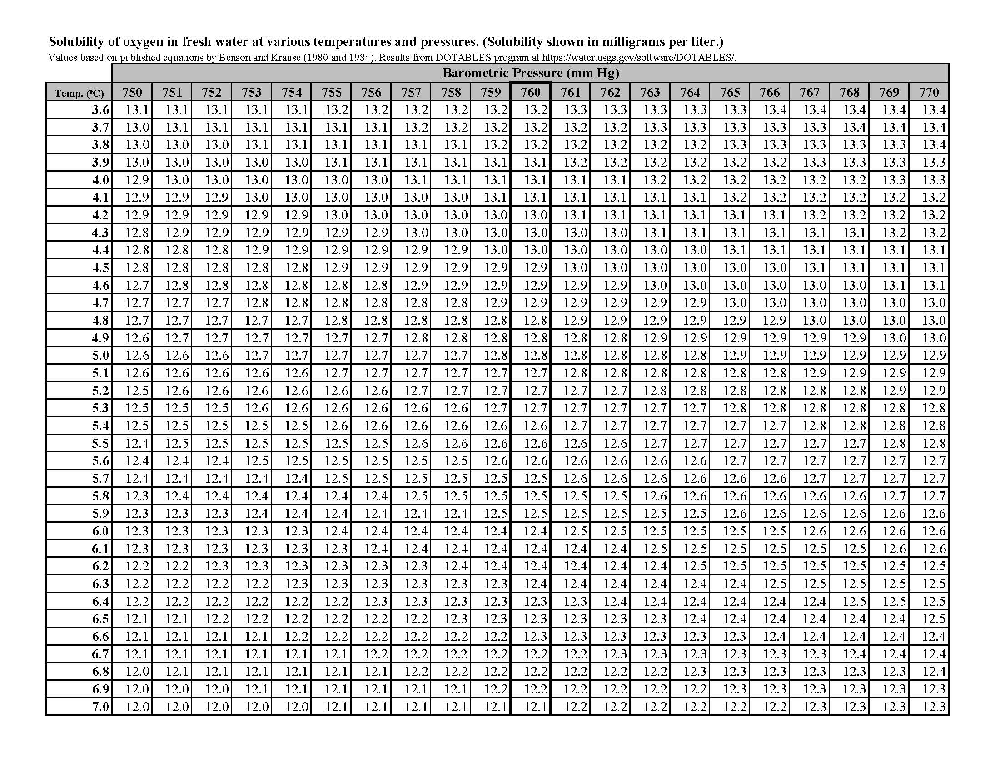 Solubility of oxygen in fresh water at various temperatures and pressures. (Solubility shown in milligrams per liter.)
Values based on published equations by Benson and Krause (1980 and 1984). Results from DOTABLES program at https://water.usgs.gov/software/DOTABLES/.
Barometric Pressure (mm Hg)
Temp. (ºC) 750 751 752 753 754 755 756 757 758 759 760 761 762 763 764 765 766 767 768 769 770
3.6 13.1 13.1 13.1 13.1 13.1 13.2 13.2 13.2 13.2 13.2 13.2 13.3 13.3 13.3 13.3 13.3 13.4 13.4 13.4 13.4 13.4
3.7 13.0 13.1 13.1 13.1 13.1 13.1 13.1 13.2 13.2 13.2 13.2 13.2 13.2 13.3 13.3 13.3 13.3 13.3 13.4 13.4 13.4
3.8 13.0 13.0 13.0 13.1 13.1 13.1 13.1 13.1 13.1 13.2 13.2 13.2 13.2 13.2 13.2 13.3 13.3 13.3 13.3 13.3 13.4
3.9 13.0 13.0 13.0 13.0 13.0 13.1 13.1 13.1 13.1 13.1 13.1 13.2 13.2 13.2 13.2 13.2 13.2 13.3 13.3 13.3 13.3
4.0 12.9 13.0 13.0 13.0 13.0 13.0 13.0 13.1 13.1 13.1 13.1 13.1 13.1 13.2 13.2 13.2 13.2 13.2 13.2 13.3 13.3
4.1 12.9 12.9 12.9 13.0 13.0 13.0 13.0 13.0 13.0 13.1 13.1 13.1 13.1 13.1 13.1 13.2 13.2 13.2 13.2 13.2 13.2
4.2 12.9 12.9 12.9 12.9 12.9 13.0 13.0 13.0 13.0 13.0 13.0 13.1 13.1 13.1 13.1 13.1 13.1 13.2 13.2 13.2 13.2
4.3 12.8 12.9 12.9 12.9 12.9 12.9 12.9 13.0 13.0 13.0 13.0 13.0 13.0 13.1 13.1 13.1 13.1 13.1 13.1 13.2 13.2
4.4 12.8 12.8 12.8 12.9 12.9 12.9 12.9 12.9 12.9 13.0 13.0 13.0 13.0 13.0 13.0 13.1 13.1 13.1 13.1 13.1 13.1
4.5 12.8 12.8 12.8 12.8 12.8 12.9 12.9 12.9 12.9 12.9 12.9 13.0 13.0 13.0 13.0 13.0 13.0 13.1 13.1 13.1 13.1
4.6 12.7 12.8 12.8 12.8 12.8 12.8 12.8 12.9 12.9 12.9 12.9 12.9 12.9 13.0 13.0 13.0 13.0 13.0 13.0 13.1 13.1
4.7 12.7 12.7 12.7 12.8 12.8 12.8 12.8 12.8 12.8 12.9 12.9 12.9 12.9 12.9 12.9 13.0 13.0 13.0 13.0 13.0 13.0
4.8 12.7 12.7 12.7 12.7 12.7 12.8 12.8 12.8 12.8 12.8 12.8 12.9 12.9 12.9 12.9 12.9 12.9 13.0 13.0 13.0 13.0
4.9 12.6 12.7 12.7 12.7 12.7 12.7 12.7 12.8 12.8 12.8 12.8 12.8 12.8 12.9 12.9 12.9 12.9 12.9 12.9 13.0 13.0
5.0 12.6 12.6 12.6 12.7 12.7 12.7 12.7 12.7 12.7 12.8 12.8 12.8 12.8 12.8 12.8 12.9 12.9 12.9 12.9 12.9 12.9
5.1 12.6 12.6 12.6 12.6 12.6 12.7 12.7 12.7 12.7 12.7 12.7 12.8 12.8 12.8 12.8 12.8 12.8 12.9 12.9 12.9 12.9
5.2 12.5 12.6 12.6 12.6 12.6 12.6 12.6 12.7 12.7 12.7 12.7 12.7 12.7 12.8 12.8 12.8 12.8 12.8 12.8 12.9 12.9
5.3 12.5 12.5 12.5 12.6 12.6 12.6 12.6 12.6 12.6 12.7 12.7 12.7 12.7 12.7 12.7 12.8 12.8 12.8 12.8 12.8 12.8
5.4 12.5 12.5 12.5 12.5 12.5 12.6 12.6 12.6 12.6 12.6 12.6 12.7 12.7 12.7 12.7 12.7 12.7 12.8 12.8 12.8 12.8
5.5 12.4 12.5 12.5 12.5 12.5 12.5 12.5 12.6 12.6 12.6 12.6 12.6 12.6 12.7 12.7 12.7 12.7 12.7 12.7 12.8 12.8
5.6 12.4 12.4 12.4 12.5 12.5 12.5 12.5 12.5 12.5 12.6 12.6 12.6 12.6 12.6 12.6 12.7 12.7 12.7 12.7 12.7 12.7
5.7 12.4 12.4 12.4 12.4 12.4 12.5 12.5 12.5 12.5 12.5 12.5 12.6 12.6 12.6 12.6 12.6 12.6 12.7 12.7 12.7 12.7
5.8 12.3 12.4 12.4 12.4 12.4 12.4 12.4 12.5 12.5 12.5 12.5 12.5 12.5 12.6 12.6 12.6 12.6 12.6 12.6 12.7 12.7
5.9 12.3 12.3 12.3 12.4 12.4 12.4 12.4 12.4 12.4 12.5 12.5 12.5 12.5 12.5 12.5 12.6 12.6 12.6 12.6 12.6 12.6
6.0 12.3 12.3 12.3 12.3 12.3 12.4 12.4 12.4 12.4 12.4 12.4 12.5 12.5 12.5 12.5 12.5 12.5 12.6 12.6 12.6 12.6
6.1 12.3 12.3 12.3 12.3 12.3 12.3 12.4 12.4 12.4 12.4 12.4 12.4 12.4 12.5 12.5 12.5 12.5 12.5 12.5 12.6 12.6
6.2 12.2 12.2 12.3 12.3 12.3 12.3 12.3 12.3 12.4 12.4 12.4 12.4 12.4 12.4 12.5 12.5 12.5 12.5 12.5 12.5 12.5
6.3 12.2 12.2 12.2 12.2 12.3 12.3 12.3 12.3 12.3 12.3 12.4 12.4 12.4 12.4 12.4 12.4 12.5 12.5 12.5 12.5 12.5
6.4 12.2 12.2 12.2 12.2 12.2 12.2 12.3 12.3 12.3 12.3 12.3 12.3 12.4 12.4 12.4 12.4 12.4 12.4 12.5 12.5 12.5
6.5 12.1 12.1 12.2 12.2 12.2 12.2 12.2 12.2 12.3 12.3 12.3 12.3 12.3 12.3 12.4 12.4 12.4 12.4 12.4 12.4 12.5
6.6 12.1 12.1 12.1 12.1 12.2 12.2 12.2 12.2 12.2 12.2 12.3 12.3 12.3 12.3 12.3 12.3 12.4 12.4 12.4 12.4 12.4
6.7 12.1 12.1 12.1 12.1 12.1 12.1 12.2 12.2 12.2 12.2 12.2 12.2 12.3 12.3 12.3 12.3 12.3 12.3 12.4 12.4 12.4
6.8 12.0 12.1 12.1 12.1 12.1 12.1 12.1 12.2 12.2 12.2 12.2 12.2 12.2 12.2 12.3 12.3 12.3 12.3 12.3 12.3 12.4
6.9 12.0 12.0 12.0 12.1 12.1 12.1 12.1 12.1 12.1 12.2 12.2 12.2 12.2 12.2 12.2 12.3 12.3 12.3 12.3 12.3 12.3
7.0 12.0 12.0 12.0 12.0 12.0 12.1 12.1 12.1 12.1 12.1 12.1 12.2 12.2 12.2 12.2 12.2 12.2 12.3 12.3 12.3 12.3